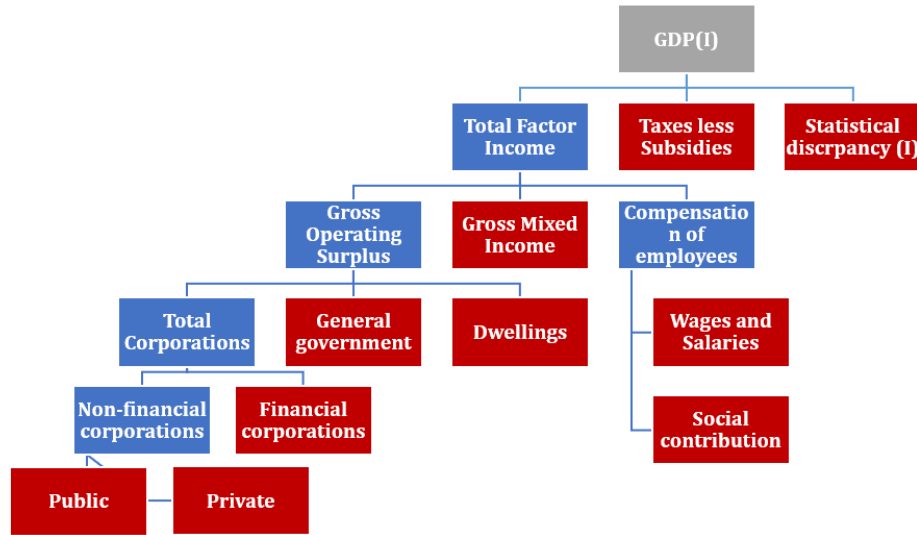 GDP(I)
Total Factor
Income
Taxes less
Subsidies
Statistical
discrpancy (I)
Gross
Operating
Surplus
Gross Mixed
Income
Compensatio
n of
employees
Total
Corporations
General
government
Dwellings
Wages and
Salaries
Non-financial
corporations
Financial
corporations
Social
contribution
Public
Private